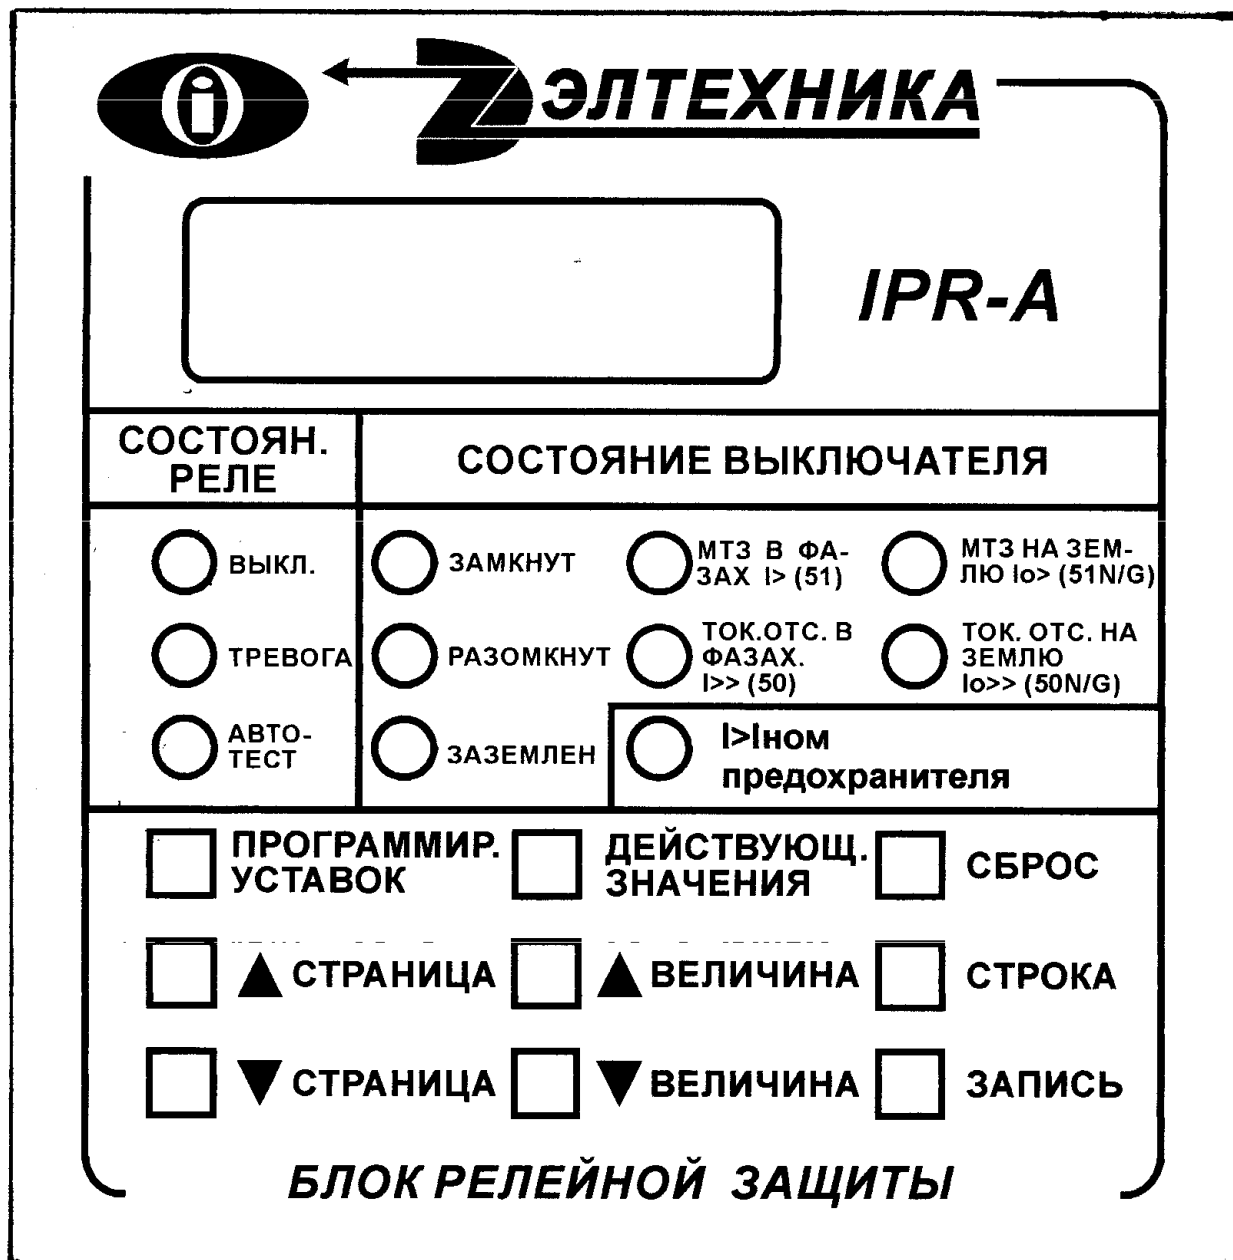 ЭЛТЕХНИКА
IPR-A
СОСТОЯН.
РЕЛЕ
СОСТОЯНИЕ ВЫКЛЮЧАТЕЛЯ
ВЫКЛ.
ЗАМКНУТ
МТЗ В ФА-
ЗАХ I> (51)
МТЗ НА ЗЕМ-
ЛЮ Io> (51N/G)
ТРЕВОГА
РАЗОМКНУТ
ТОК.ОТС. В
ФАЗАХ.
I>> (50)
ТОК. ОТС. НА
ЗЕМЛЮ
Io>> (50N/G)
АВТО-
ТЕСТ
ЗАЗЕМЛЕН
I>Iном
предохранителя
ПРОГРАММИР.
УСТАВОК
ДЕЙСТВУЮЩ.
ЗНАЧЕНИЯ
СБРОС
▲ СТРАНИЦА
▲ ВЕЛИЧИНА
СТРОКА
▼ СТРАНИЦА
▼ ВЕЛИЧИНА
ЗАПИСЬ
БЛОК РЕЛЕЙНОЙ ЗАЩИТЫ